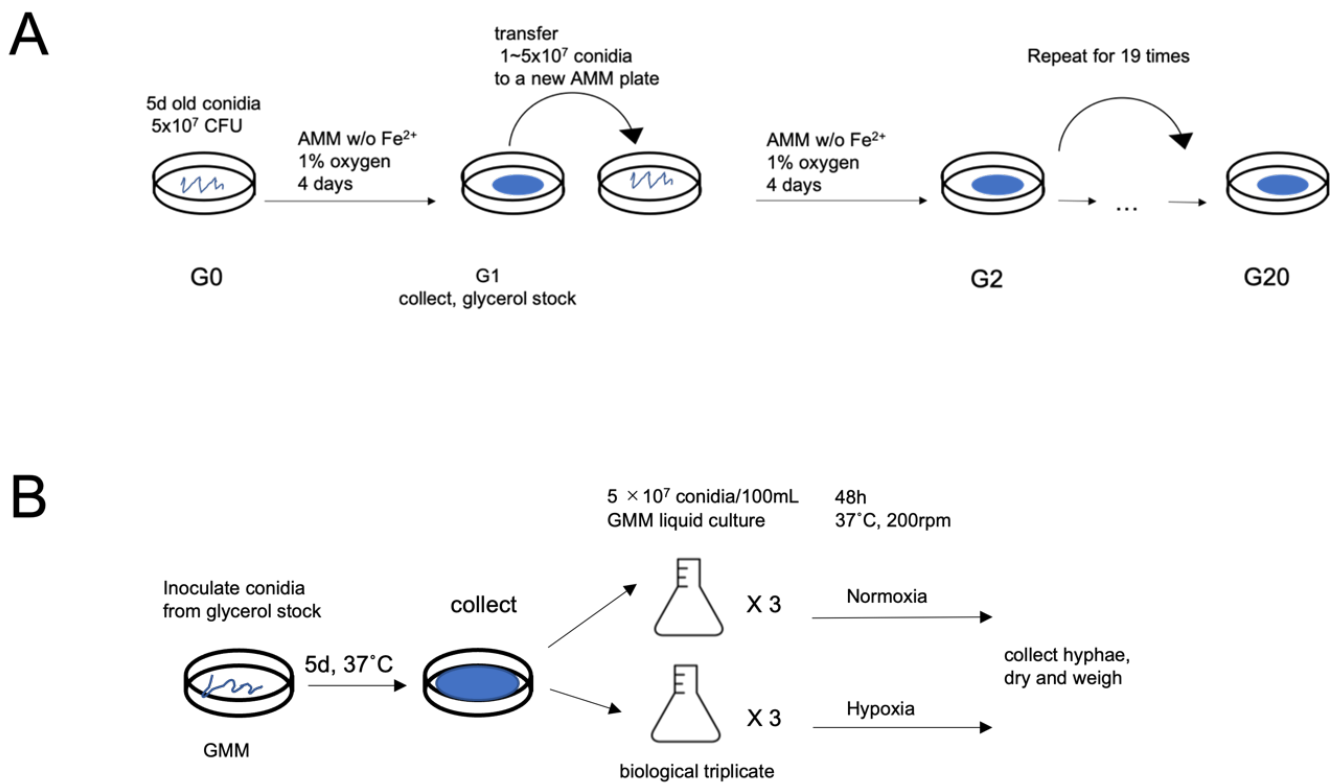 A
5d old conidia
5x10⁷ CFU
G0
AMM w/o Fe²⁺
1% oxygen
4 days
transfer
1~5x10⁷ conidia
to a new AMM plate
G1
collect, glycerol stock
AMM w/o Fe²⁺
1% oxygen
4 days
G2
Repeat for 19 times
...
G20
B
Inoculate conidia
from glycerol stock
GMM
5d, 37˚C
collect
5 ×10⁷ conidia/100mL
GMM liquid culture
48h
37˚C, 200rpm
X 3
Normoxia
X 3
Hypoxia
biological triplicate
collect hyphae,
dry and weigh